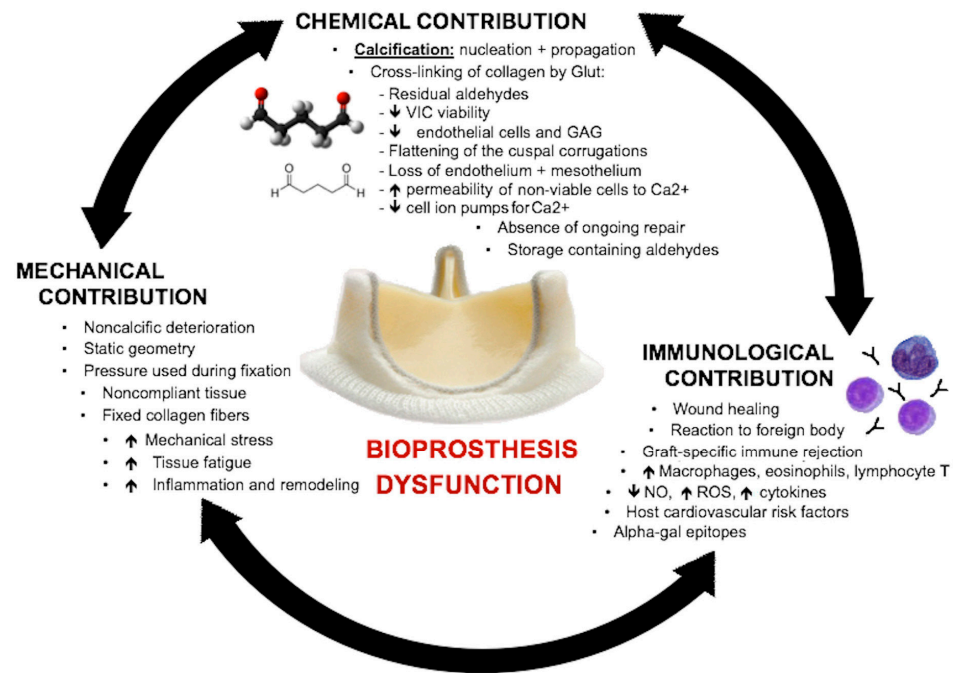 CHEMICAL CONTRIBUTION
• Calcification: nucleation + propagation
• Cross-linking of collagen by Glut:
- Residual aldehydes
- ↓ VIC viability
- ↓ endothelial cells and GAG
- Flattening of the cuspal corrugations
- Loss of endothelium + mesothelium
- ↑ permeability of non-viable cells to Ca2+
- ↓ cell ion pumps for Ca2+
• Absence of ongoing repair
• Storage containing aldehydes
O O
H H
MECHANICAL
CONTRIBUTION
• Noncalcific deterioration
• Static geometry
• Pressure used during fixation
• Noncompliant tissue
• Fixed collagen fibers
• ↑ Mechanical stress
• ↑ Tissue fatigue
• ↑ Inflammation and remodeling
BIOPROSTHESIS
DYSFUNCTION
IMMUNOLOGICAL
CONTRIBUTION
• Wound healing
• Reaction to foreign body
• Graft-specific immune rejection
• ↑ Macrophages, eosinophils, lymphocyte T
• ↓ NO, ↑ ROS, ↑ cytokines
• Host cardiovascular risk factors
• Alpha-gal epitopes